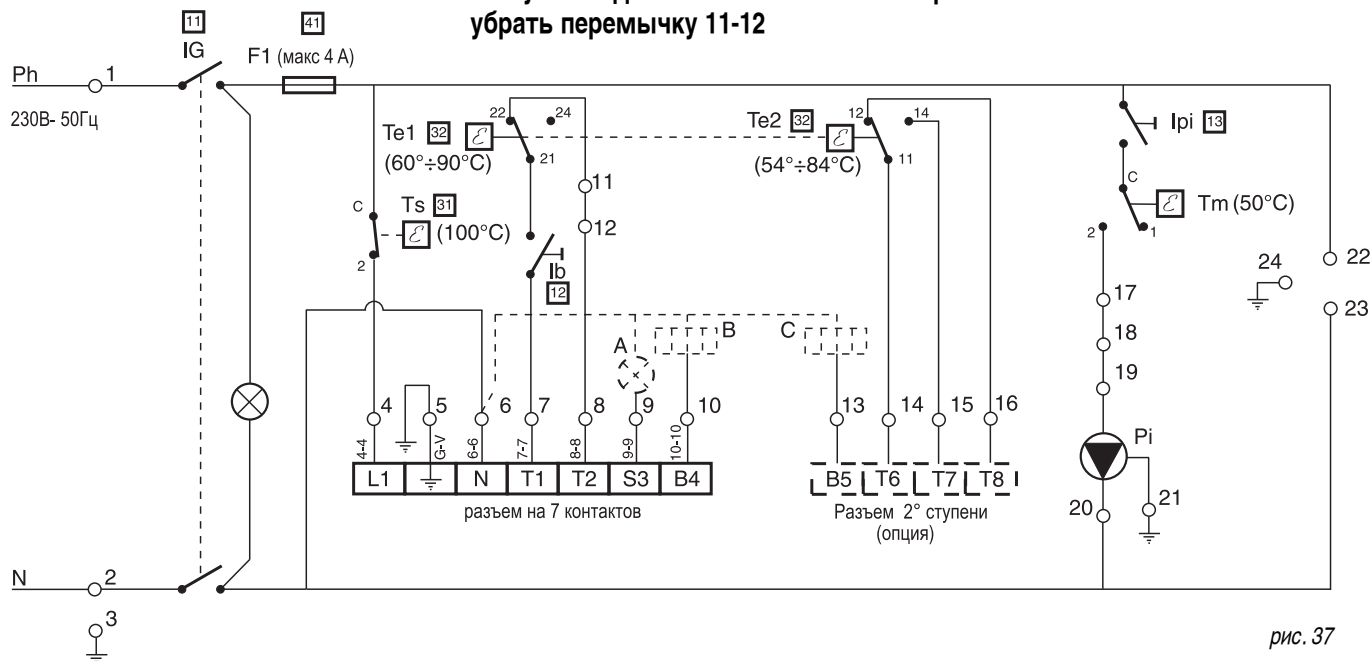 убрать перемычку 11-12
11
IG
41
F1 (макс 4 А)
Ph
1
230В- 50Гц
22
24
Te1
32
ℰ
21
(60°÷90°C)
11
12
Te2
32
ℰ
12
14
11
(54°÷84°C)
Ipi
13
C
ℰ
Tm (50°C)
2
1
C
Ts
31
ℰ
(100°C)
2
Ib
12
24
22
23
17
18
19
A
B
C
4
5
6
7
8
9
10
13
14
15
16
4-4
G-V
6-6
7-7
8-8
9-9
10-10
L1
N
T1
T2
S3
B4
B5
T6
T7
T8
разъем на 7 контактов
Разъем 2° ступени
(опция)
Pi
20
21
N
2
3
рис. 37